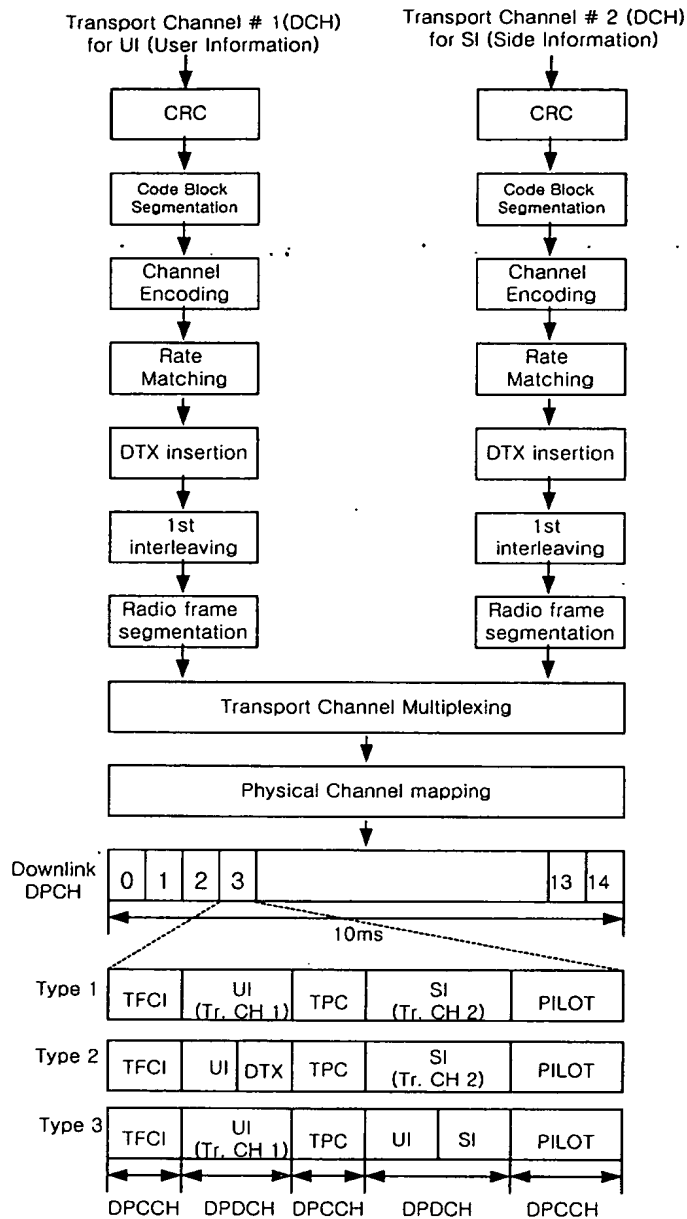 Transport Channel # 1(DCH)
for UI (User Information)
Transport Channel # 2 (DCH)
for SI (Side Information)
CRC
CRC
Code Block
Segmentation
Code Block
Segmentation
Channel
Encoding
Channel
Encoding
Rate
Matching
Rate
Matching
DTX insertion
DTX insertion
1st
interleaving
1st
interleaving
Radio frame
segmentation
Radio frame
segmentation
Transport Channel Multiplexing
Physical Channel mapping
Downlink
DPCH
0 1 2 3 13 14
10ms
Type 1
TFCI
UI
(Tr. CH 1)
TPC
SI
(Tr. CH 2)
PILOT
Type 2
TFCI
UI
DTX
TPC
SI
(Tr. CH 2)
PILOT
Type 3
TFCI
UI
(Tr. CH 1)
TPC
UI
SI
PILOT
DPCCH DPDCH DPCCH DPDCH DPCCH